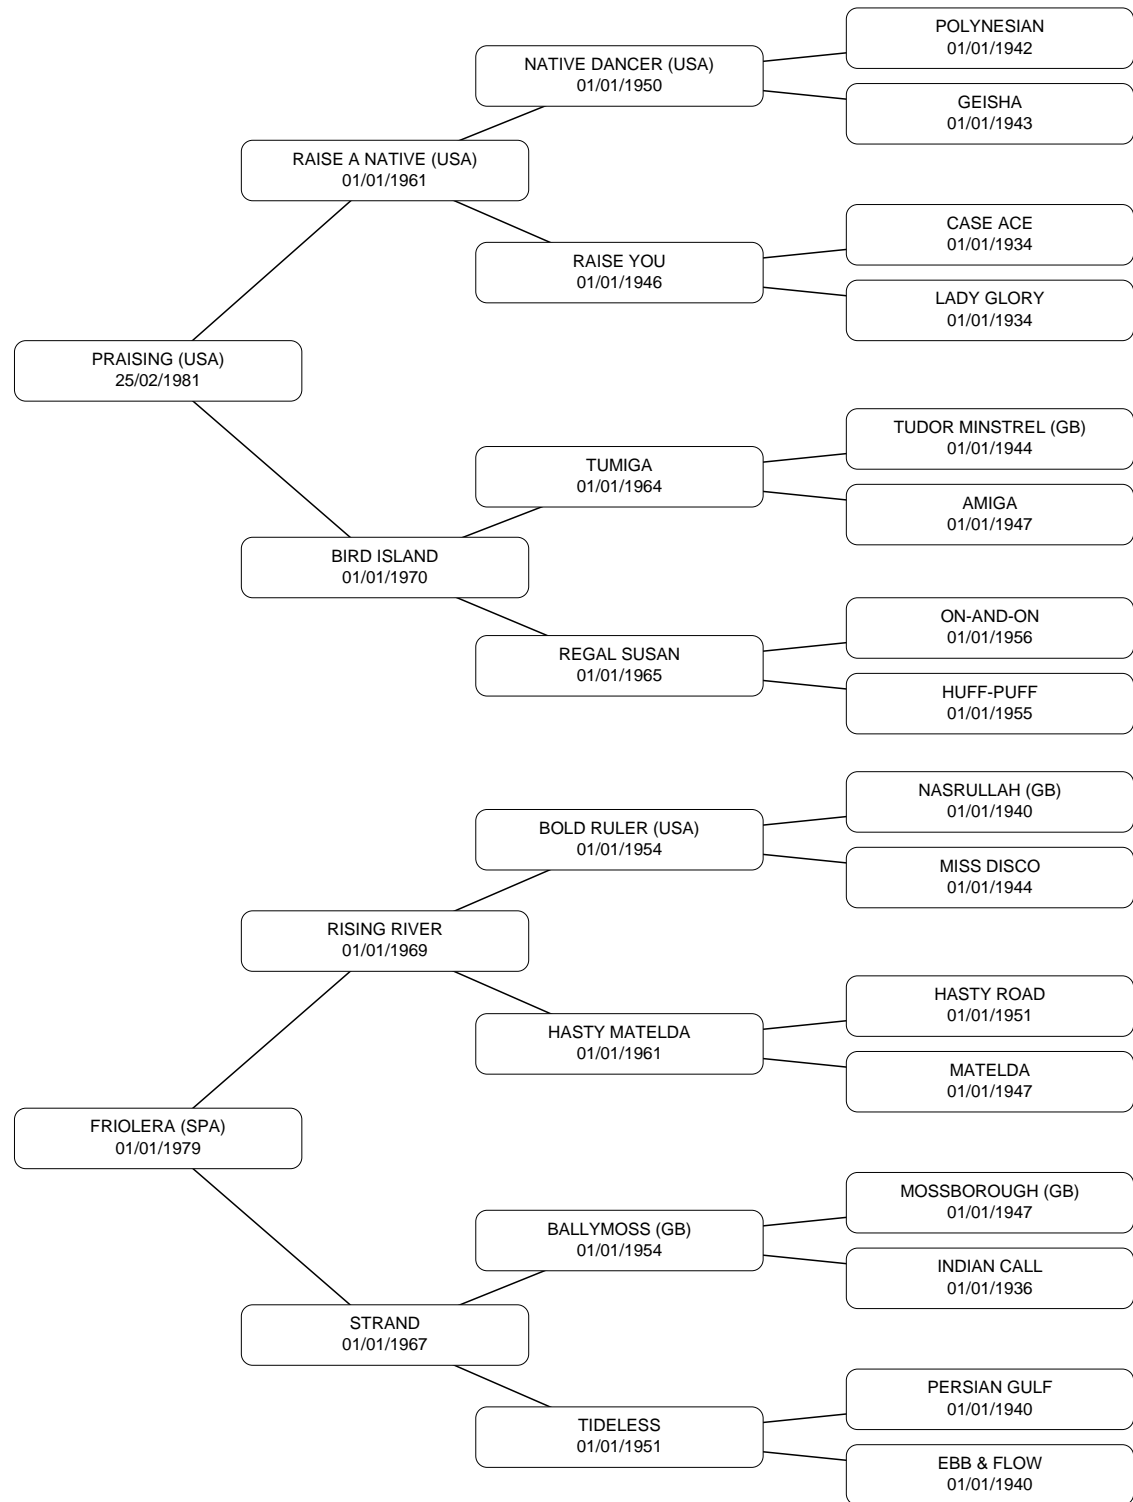 POLYNESIAN
01/01/1942
NATIVE DANCER (USA)
01/01/1950
GEISHA
01/01/1943
RAISE A NATIVE (USA)
01/01/1961
CASE ACE
01/01/1934
RAISE YOU
01/01/1946
LADY GLORY
01/01/1934
PRAISING (USA)
25/02/1981
TUDOR MINSTREL (GB)
01/01/1944
TUMIGA
01/01/1964
AMIGA
01/01/1947
BIRD ISLAND
01/01/1970
ON-AND-ON
01/01/1956
REGAL SUSAN
01/01/1965
HUFF-PUFF
01/01/1955
NASRULLAH (GB)
01/01/1940
BOLD RULER (USA)
01/01/1954
MISS DISCO
01/01/1944
RISING RIVER
01/01/1969
HASTY ROAD
01/01/1951
HASTY MATELDA
01/01/1961
MATELDA
01/01/1947
FRIOLERA (SPA)
01/01/1979
MOSSBOROUGH (GB)
01/01/1947
BALLYMOSS (GB)
01/01/1954
INDIAN CALL
01/01/1936
STRAND
01/01/1967
PERSIAN GULF
01/01/1940
TIDELESS
01/01/1951
EBB & FLOW
01/01/1940